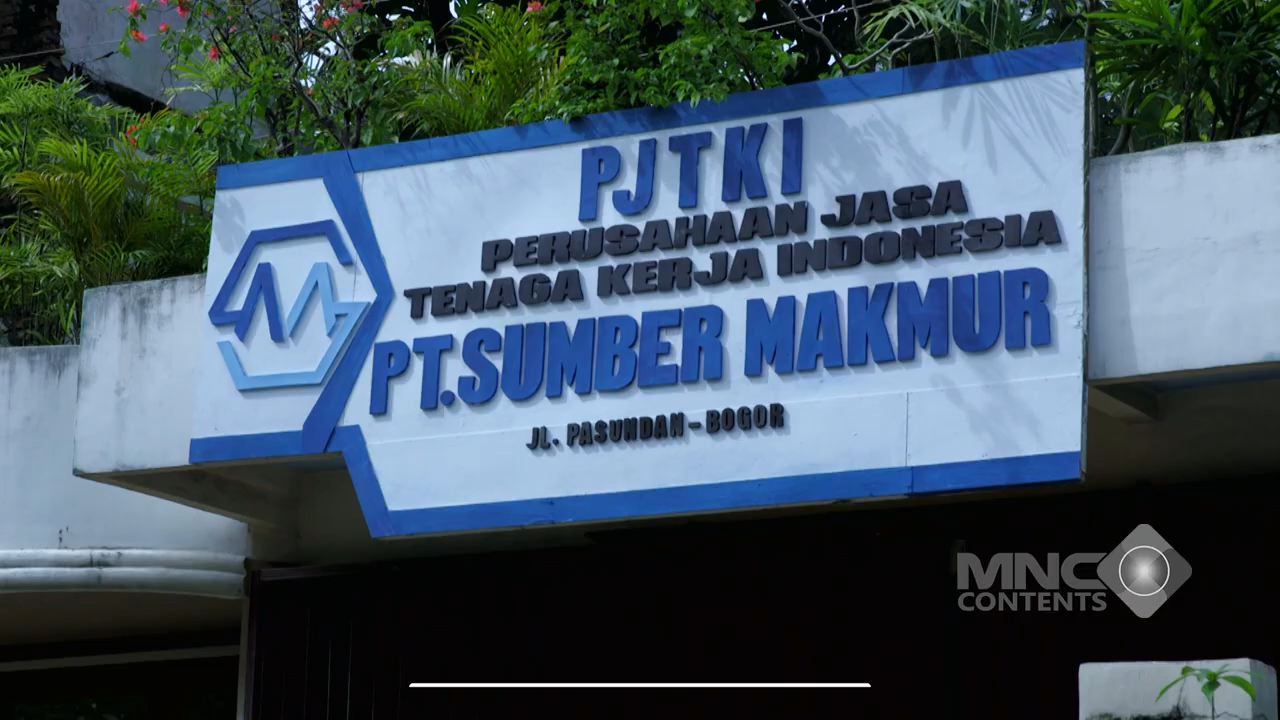 PJTKI
PERUSAHAAN JASA
TENAGA KERJA INDONESIA
PT.SUMBER MAKMUR
JL. PASUNDAN-BOGOR
MNC
CONTENTS